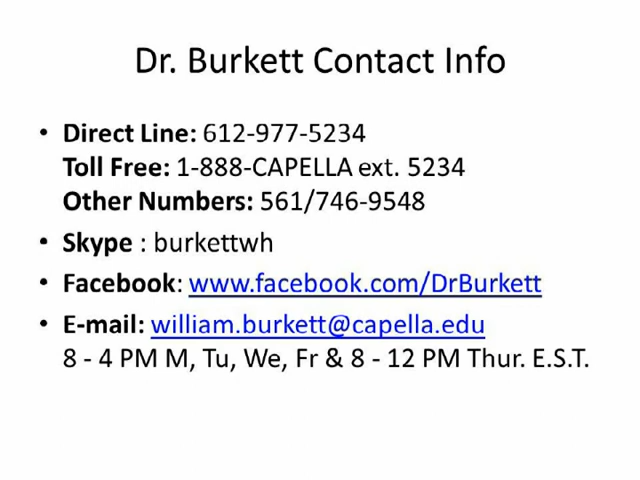 Dr. Burkett Contact Info
• Direct Line: 612-977-5234
Toll Free: 1-888-CAPELLA ext. 5234
Other Numbers: 561/746-9548
• Skype : burkettwh
• Facebook: www.facebook.com/DrBurkett
• E-mail: william.burkett@capella.edu
8 - 4 PM M, Tu, We, Fr & 8 - 12 PM Thur. E.S.T.